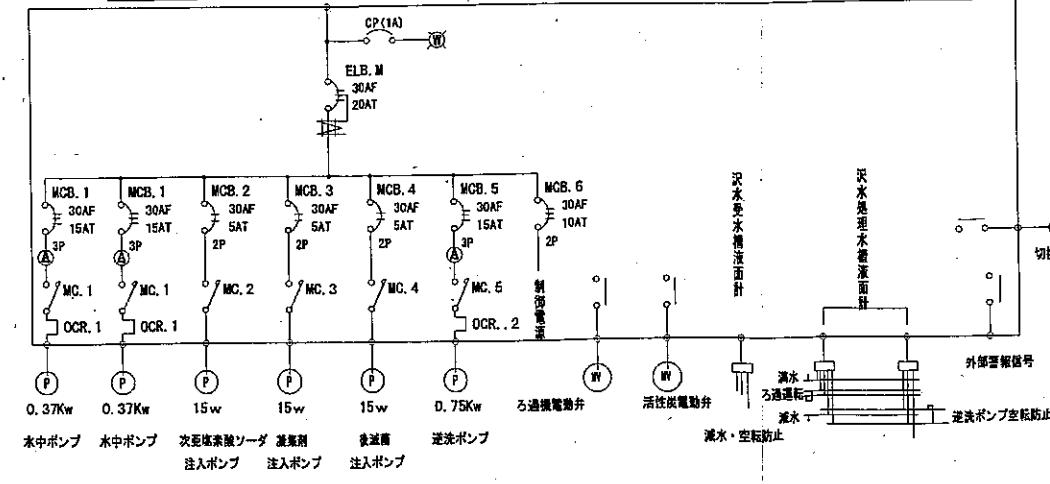 CP(1A)
W
ELB.M
30AF
20AT
MCB.1
30AF
15AT
3P
A
MC.1
OCR.1
MCB.1
30AF
15AT
A
MC.1
OCR.1
MCB.2
30AF
5AT
2P
MC.2
MCB.3
30AF
5AT
2P
MC.3
MCB.4
30AF
5AT
2P
MC.4
MCB.5
30AF
15AT
3P
A
MC.5
OCR..2
MCB.6
30AF
10AT
2P
制御電源
沢水受水槽液面計
沢水処理水槽液面計
切換
P
P
P
P
P
P
MV
MV
0.37Kw
0.37Kw
15w
15w
15w
0.75Kw
ろ過機電動弁
活性炭電動弁
水中ポンプ
水中ポンプ
次亜塩素酸ソーダ
注入ポンプ
凝集剤
注入ポンプ
後滅菌
注入ポンプ
逆洗ポンプ
減水・空転防止
満水
ろ過運転
減水
逆洗ポンプ空転防止
外部警報信号